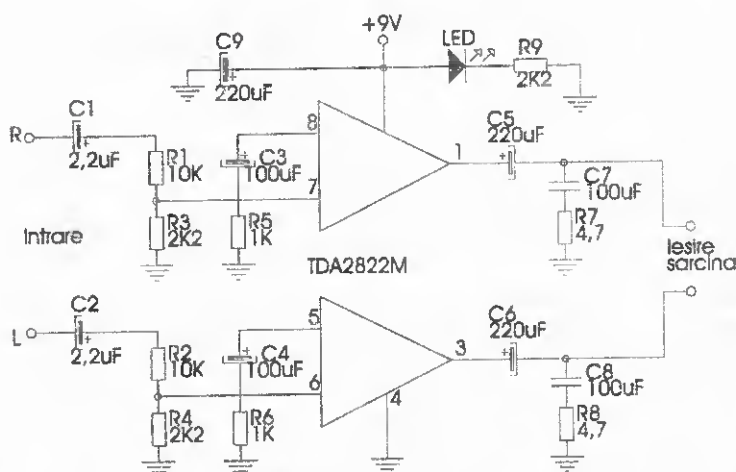 +9V
C9
220uF
LED
R9
2K2
C1
R
2,2uF
R1
10K
8
C3
100uF
7
1
C5
220uF
C7
100uF
R3
2K2
R5
1K
R7
4,7
Intrare
TDA2822M
Iesire
sarcina
C2
L
2,2uF
R2
10K
5
C4
100uF
6
3
4
C6
220uF
C8
100uF
R4
2K2
R6
1K
R8
4,7